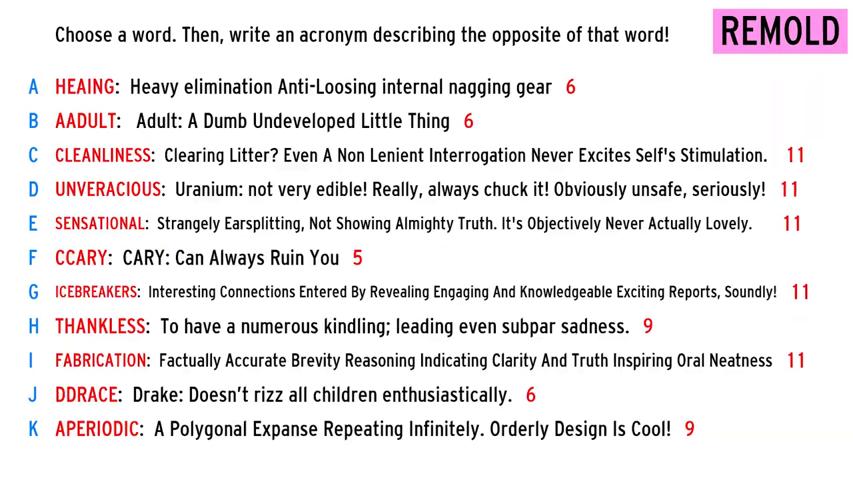 Choose a word. Then, write an acronym describing the opposite of that word!
REMOLD
A HEAING: Heavy elimination Anti-Loosing internal nagging gear 6
B AADULT: Adult: A Dumb Undeveloped Little Thing 6
C CLEANLINESS: Clearing Litter? Even A Non Lenient Interrogation Never Excites Self's Stimulation. 11
D UNVERACIOUS: Uranium: not very edible! Really, always chuck it! Obviously unsafe, seriously! 11
E SENSATIONAL: Strangely Earsplitting, Not Showing Almighty Truth. It's Objectively Never Actually Lovely. 11
F CCARY: CARY: Can Always Ruin You 5
G ICEBREAKERS: Interesting Connections Entered By Revealing Engaging And Knowledgeable Exciting Reports, Soundly! 11
H THANKLESS: To have a numerous kindling; leading even subpar sadness. 9
I FABRICATION: Factually Accurate Brevity Reasoning Indicating Clarity And Truth Inspiring Oral Neatness 11
J DDRACE: Drake: Doesn't rizz all children enthusiastically. 6
K APERIODIC: A Polygonal Expanse Repeating Infinitely. Orderly Design Is Cool! 9